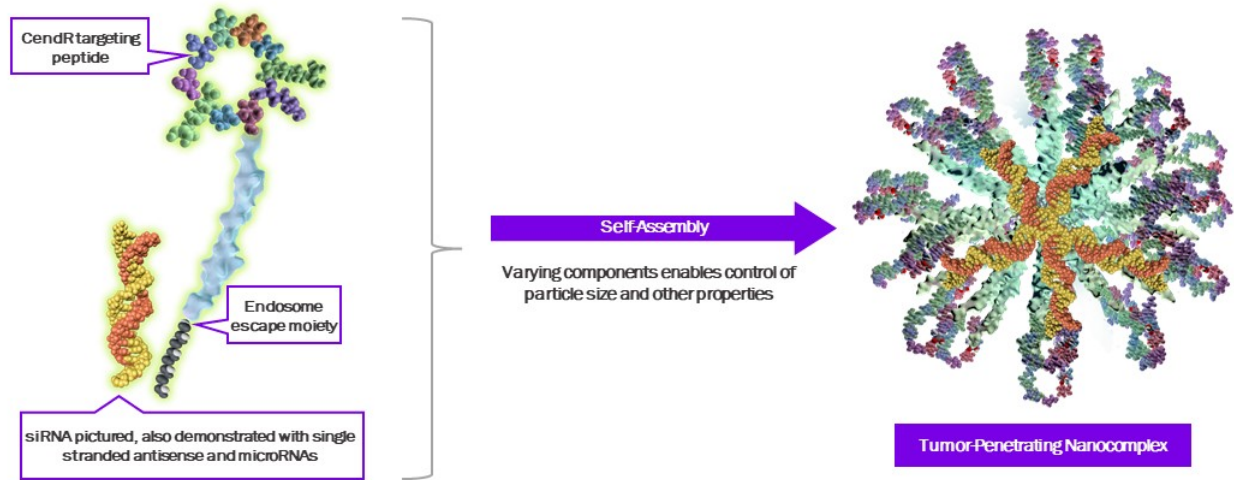 CendR targeting
peptide
Endosome
escape moiety
siRNA pictured, also demonstrated with single
stranded antisense and microRNAs
Self-Assembly
Varying components enables control of
particle size and other properties
Tumor-Penetrating Nanocomplex